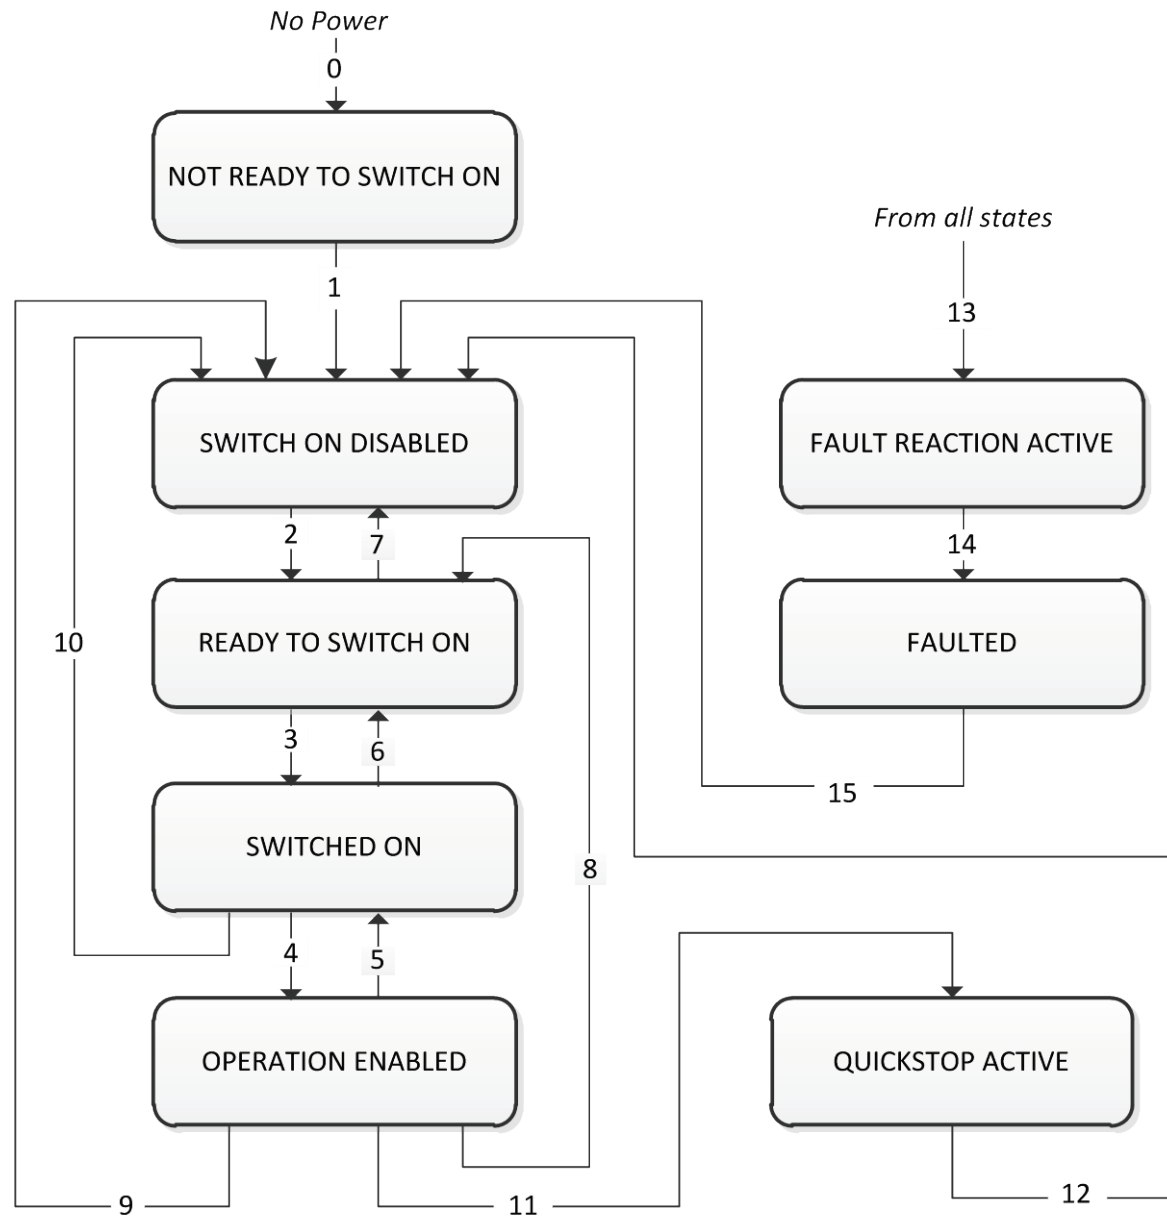 No Power
0
NOT READY TO SWITCH ON
From all states
1
13
SWITCH ON DISABLED
FAULT REACTION ACTIVE
2
7
14
10
READY TO SWITCH ON
FAULTED
3
6
15
SWITCHED ON
8
4
5
OPERATION ENABLED
QUICKSTOP ACTIVE
9
11
12